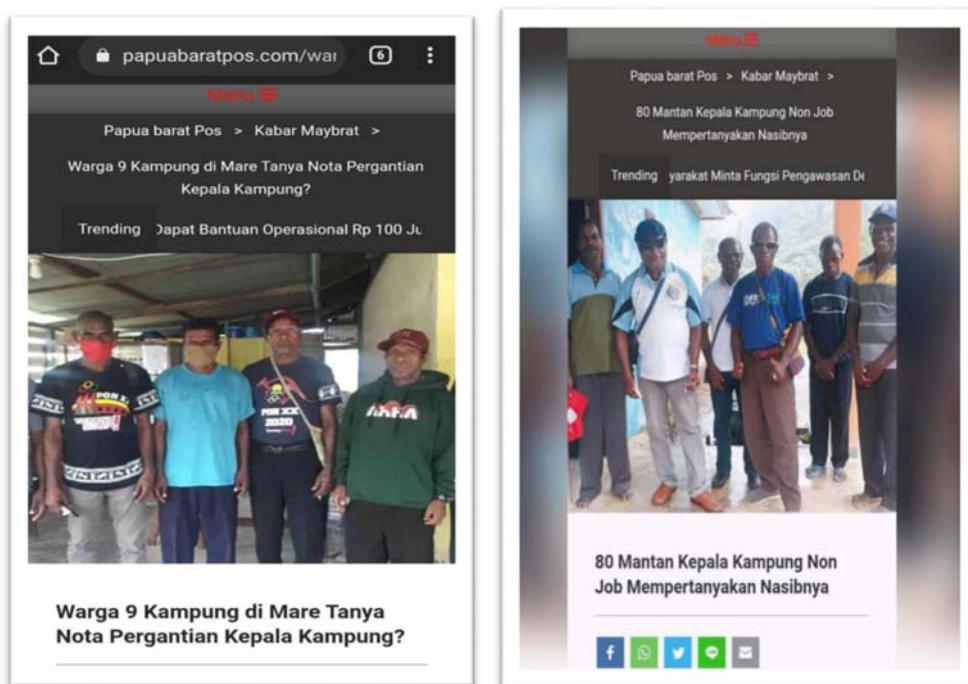 papuabaratpos.com/war
6
Menu
Papua barat Pos > Kabar Maybrat >
Warga 9 Kampung di Mare Tanya Nota Pergantian
Kepala Kampung?
Trending Dapat Bantuan Operasional Rp 100 Ju
PON XX
PON XX
2020
Warga 9 Kampung di Mare Tanya
Nota Pergantian Kepala Kampung?
Menu
Papua barat Pos > Kabar Maybrat >
80 Mantan Kepala Kampung Non Job
Mempertanyakan Nasibnya
Trending yarakat Minta Fungsi Pengawasan De
80 Mantan Kepala Kampung Non
Job Mempertanyakan Nasibnya